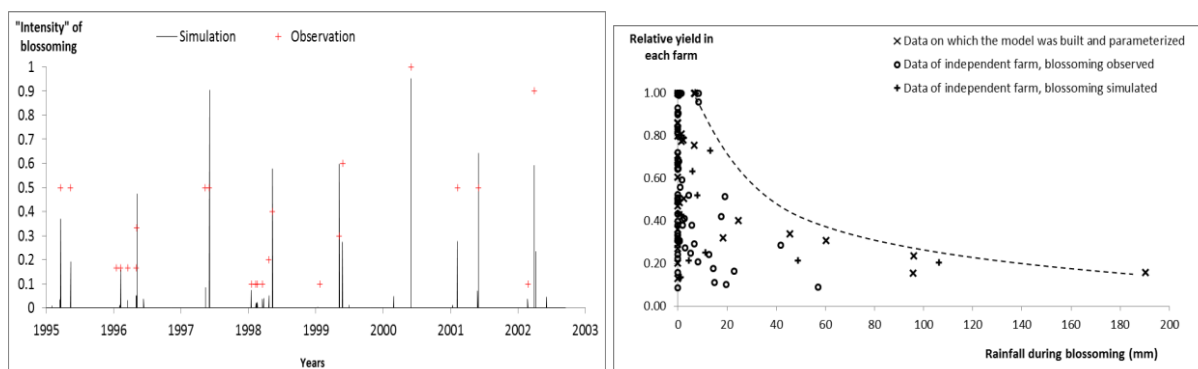 "Intensity" of
blossoming
Simulation
Observation
1
0.9
0.8
0.7
0.6
0.5
0.4
0.3
0.2
0.1
0
1995 1996 1997 1998 1999 2000 2001 2002 2003
Years
Relative yield in
each farm
Data on which the model was built and parameterized
Data of independent farm, blossoming observed
Data of independent farm, blossoming simulated
1.00
0.80
0.60
0.40
0.20
0.00
0 20 40 60 80 100 120 140 160 180 200
Rainfall during blossoming (mm)